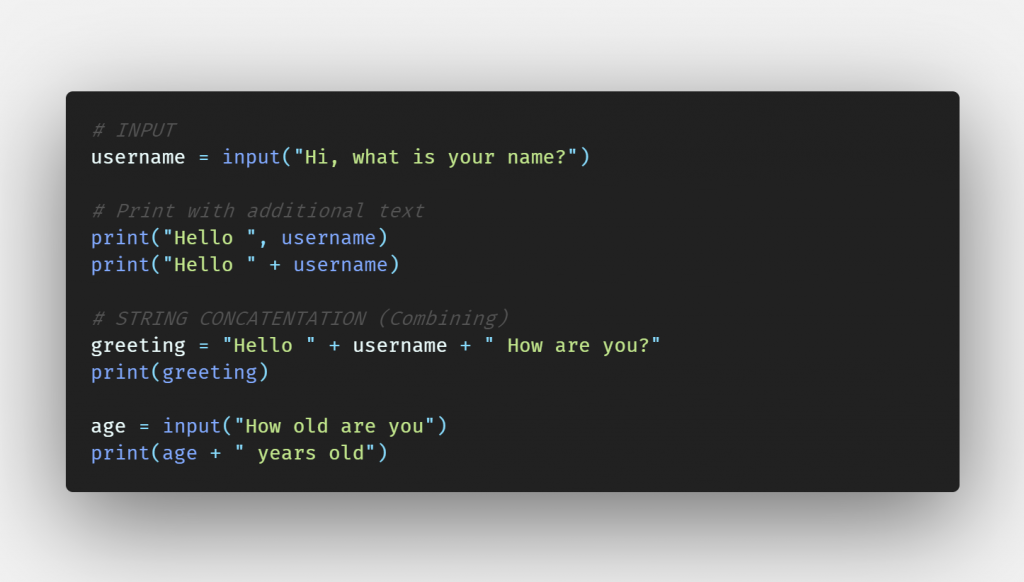 # INPUT
username = input("Hi, what is your name?")
# Print with additional text
print("Hello ", username)
print("Hello " + username)
# STRING CONCATENTATION (Combining)
greeting = "Hello " + username + " How are you?"
print(greeting)
age = input("How old are you")
print(age + " years old")